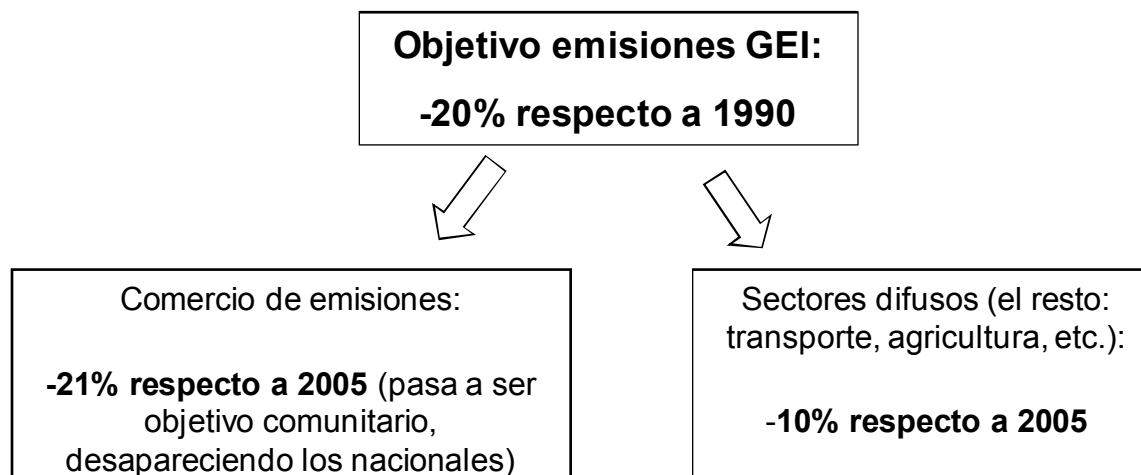 Objetivo emisiones GEI:
-20% respecto a 1990
Comercio de emisiones:
-21% respecto a 2005 (pasa a ser
objetivo comunitario,
desapareciendo los nacionales)
Sectores difusos (el resto:
transporte, agricultura, etc.):
-10% respecto a 2005